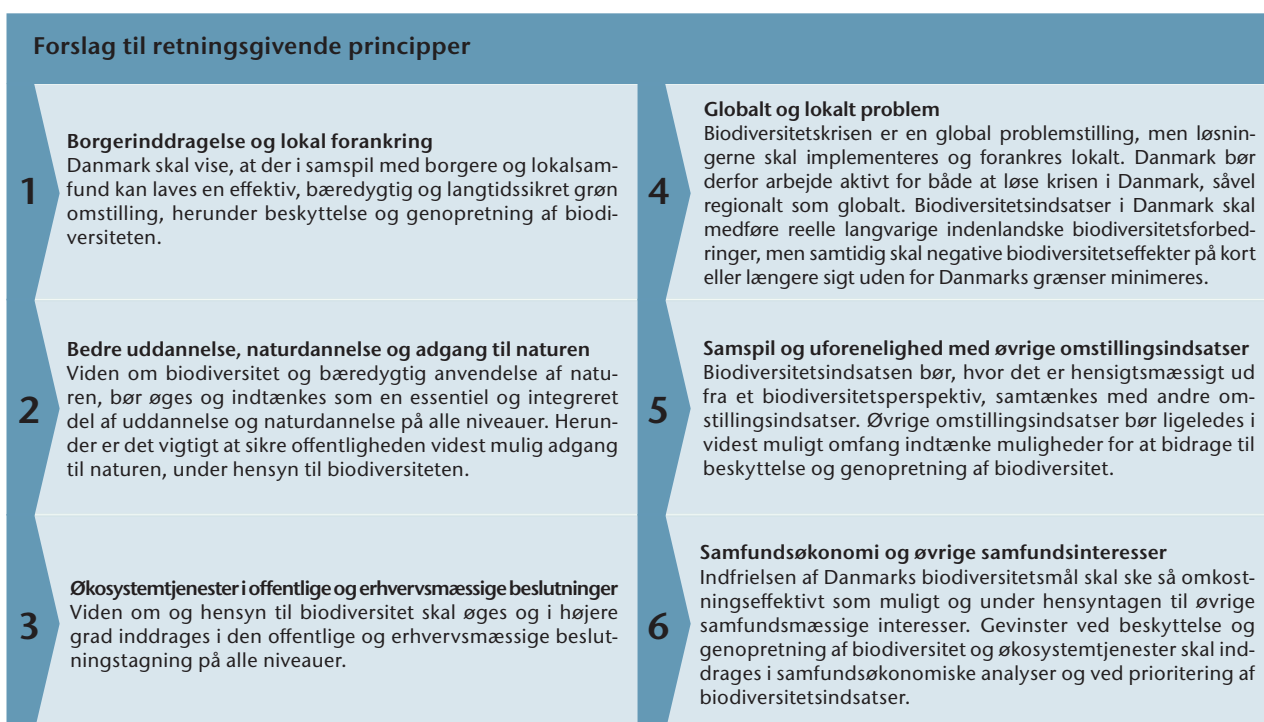 Forslag til retningsgivende principper
1
Borgerinddragelse og lokal forankring
Danmark skal vise, at der i samspil med borgere og lokalsam-
fund kan laves en effektiv, bæredygtig og langtidssikret grøn
omstilling, herunder beskyttelse og genopretning af biodi-
versiteten.
2
Bedre uddannelse, naturdannelse og adgang til naturen
Viden om biodiversitet og bæredygtig anvendelse af natu-
ren, bør øges og indtænkes som en essentiel og integreret
del af uddannelse og naturdannelse på alle niveauer. Herun-
der er det vigtigt at sikre offentligheden videst mulig adgang
til naturen, under hensyn til biodiversiteten.
3
Økosystemtjenester i offentlige og erhvervsmæssige beslutninger
Viden om og hensyn til biodiversitet skal øges og i højere
grad inddrages i den offentlige og erhvervsmæssige beslut-
ningstagning på alle niveauer.
4
Globalt og lokalt problem
Biodiversitetskrisen er en global problemstilling, men løsnin-
gerne skal implementeres og forankres lokalt. Danmark bør
derfor arbejde aktivt for både at løse krisen i Danmark, såvel
regionalt som globalt. Biodiversitetsindsatser i Danmark skal
medføre reelle langvarige indenlandske biodiversitetsforbed-
ringer, men samtidig skal negative biodiversitetseffekter på kort
eller længere sigt uden for Danmarks grænser minimeres.
5
Samspil og uforenelighed med øvrige omstillingsindsatser
Biodiversitetsindsatsen bør, hvor det er hensigtsmæssigt ud
fra et biodiversitetsperspektiv, samtænkes med andre om-
stillingsindsatser. Øvrige omstillingsindsatser bør ligeledes i
videst muligt omfang indtænke muligheder for at bidrage til
beskyttelse og genopretning af biodiversitet.
6
Samfundsøkonomi og øvrige samfundsinteresser
Indfrielsen af Danmarks biodiversitetsmål skal ske så omkost-
ningseffektivt som muligt og under hensyntagen til øvrige
samfundsmæssige interesser. Gevinster ved beskyttelse og
genopretning af biodiversitet og økosystemtjenester skal ind-
drages i samfundsøkonomiske analyser og ved prioritering af
biodiversitetsindsatser.